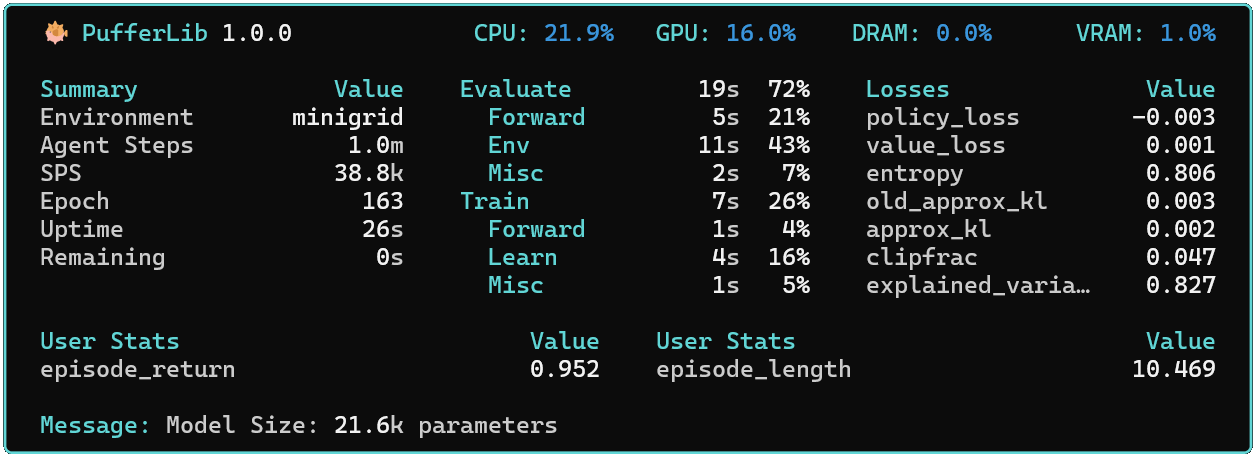 PufferLib 1.0.0 CPU: 21.9% GPU: 16.0% DRAM: 0.0% VRAM: 1.0%
Summary Value Evaluate 19s 72% Losses Value
Environment minigrid Forward 5s 21% policy_loss -0.003
Agent Steps 1.0m Env 11s 43% value_loss 0.001
SPS 38.8k Misc 2s 7% entropy 0.806
Epoch 163 Train 7s 26% old_approx_kl 0.003
Uptime 26s Forward 1s 4% approx_kl 0.002
Remaining 0s Learn 4s 16% clipfrac 0.047
Misc 1s 5% explained_varia… 0.827
User Stats Value User Stats Value
episode_return 0.952 episode_length 10.469
Message: Model Size: 21.6k parameters